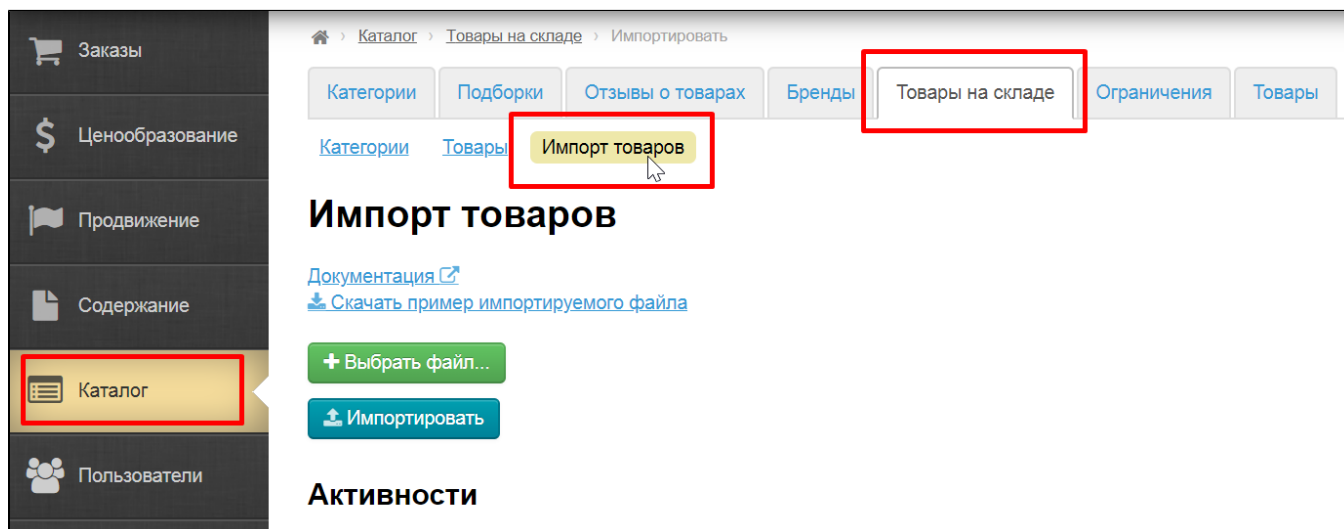 Заказы
Ценообразование
Продвижение
Содержание
Каталог
Пользователи
Каталог Товары на складе Импортировать
Категории Подборки Отзывы о товарах Бренды Товары на складе Ограничения Товары
Категории Товары Импорт товаров
Импорт товаров
Документация
Скачать пример импортируемого файла
Выбрать файл...
Импортировать
Активности